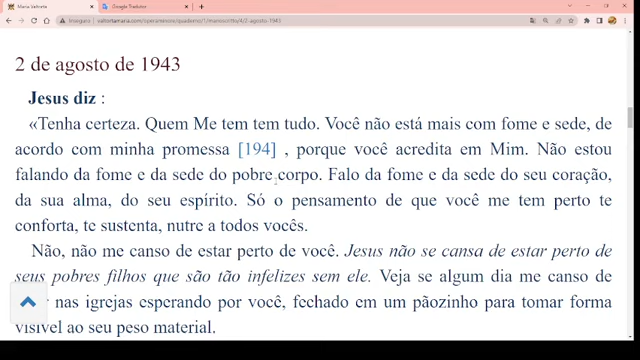 Maria Valtorta
Google Tradutor
Inseguro
valtortamaria.com/operaminore/quaderno/1/manoscritto/4/2-agosto-1943
2 de agosto de 1943
Jesus diz :
«Tenha certeza. Quem Me tem tem tudo. Você não está mais com fome e sede, de
acordo com minha promessa [194] , porque você acredita em Mim. Não estou
falando da fome e da sede do pobre corpo. Falo da fome e da sede do seu coração,
da sua alma, do seu espírito. Só o pensamento de que você me tem perto te
conforta, te sustenta, nutre a todos vocês.
Não, não me canso de estar perto de você. Jesus não se cansa de estar perto de
seus pobres filhos que são tão infelizes sem ele. Veja se algum dia me canso de
nas igrejas esperando por você, fechado em um pãozinho para tomar forma
visível ao seu peso material.